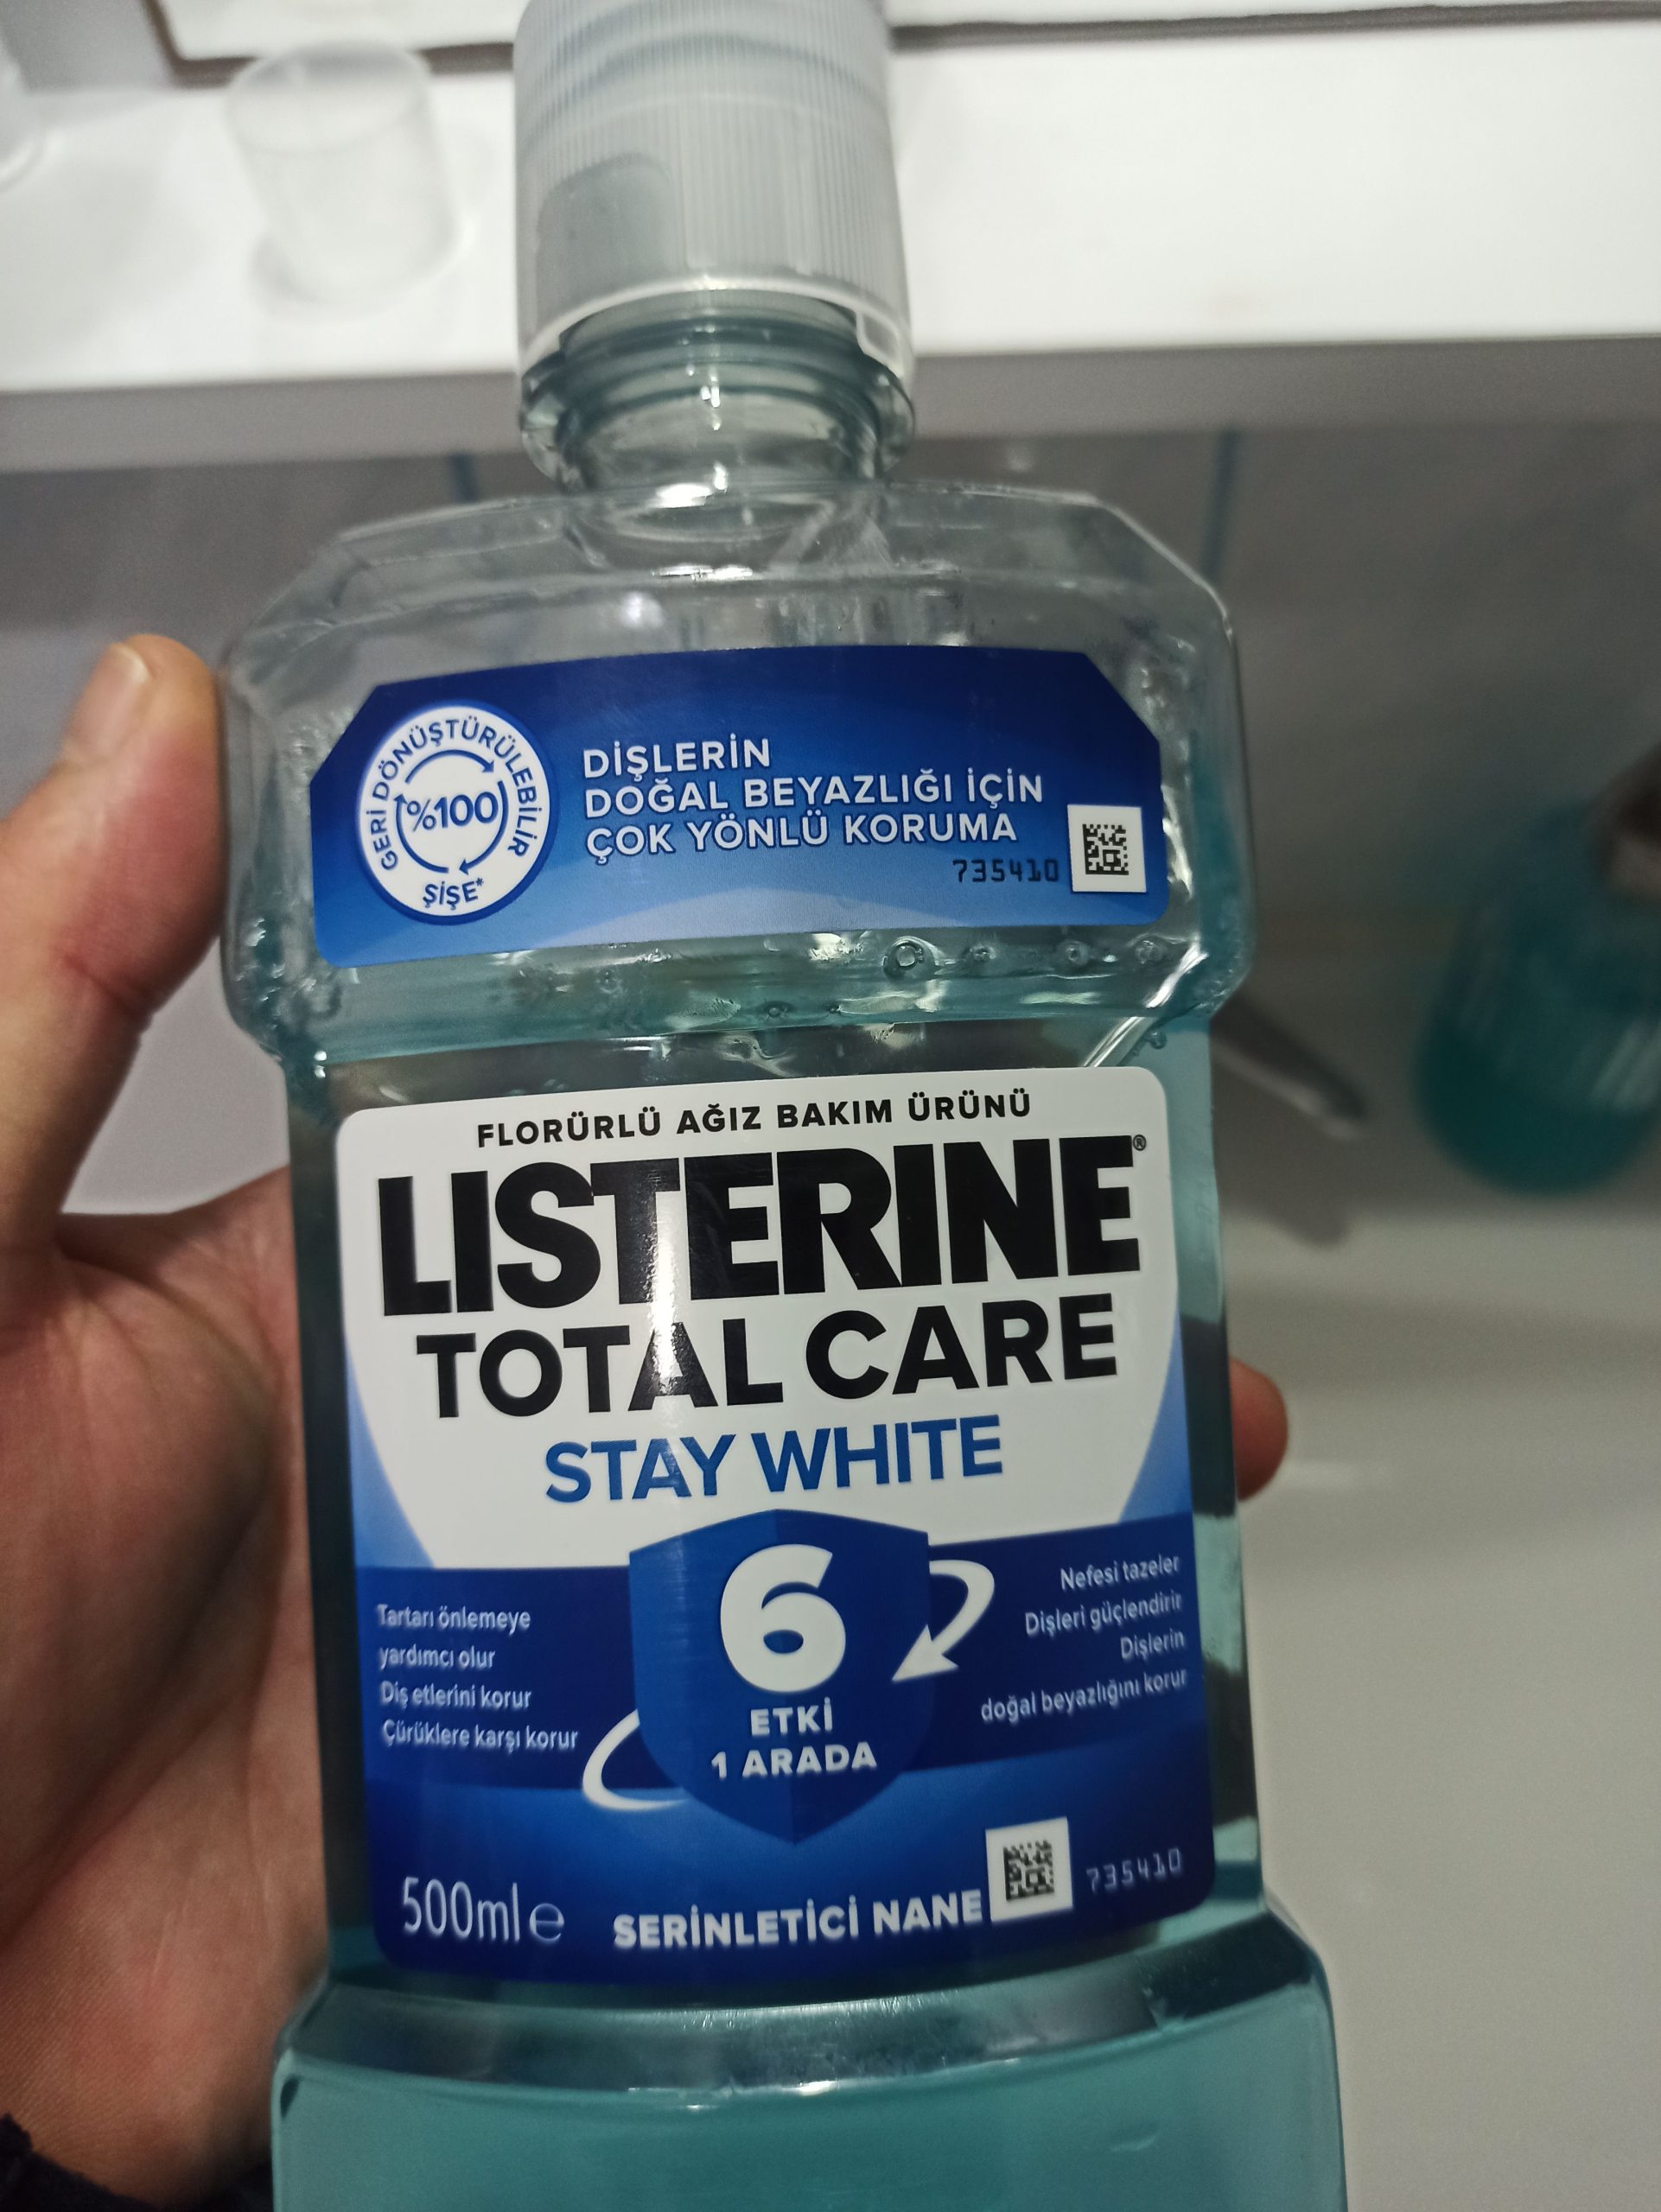 GERİ DÖNÜŞTÜRÜLEBİLİR
%100
ŞİŞE*
DİŞLERİN
DOĞAL BEYAZLIĞI İÇİN
ÇOK YÖNLÜ KORUMA
735410
FLORÜRLÜ AĞIZ BAKIM ÜRÜNÜ
LISTERINE®
TOTAL CARE
STAY WHITE
Tartarı önlemeye
yardımcı olur
Diş etlerini korur
Çürüklere karşı korur
6
ETKİ
1 ARADA
Nefesi tazeler
Dişleri güçlendirir
Dişlerin
doğal beyazlığını korur
500ml e
SERİNLETİCİ NANE
735410